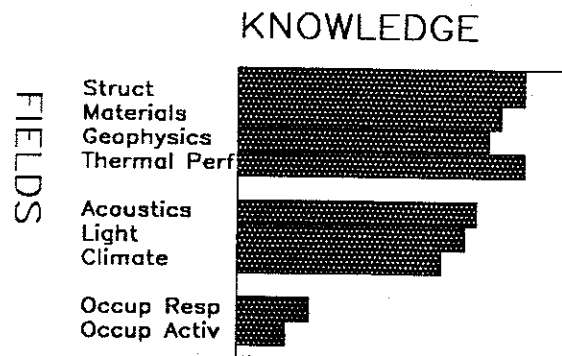 KNOWLEDGE
FIELDS
Struct
Materials
Geophysics
Thermal Perf
Acoustics
Light
Climate
Occup Resp
Occup Activ